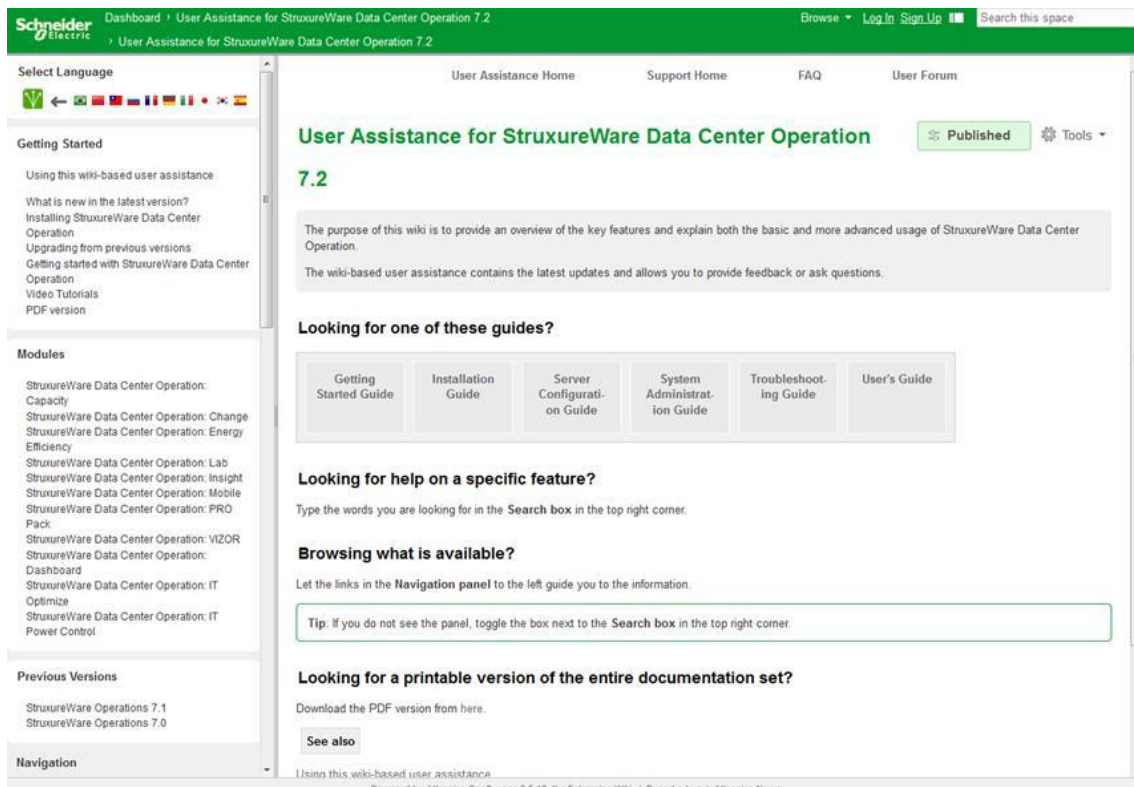 Schneider Electric
Dashboard › User Assistance for StruxureWare Data Center Operation 7.2
› User Assistance for StruxureWare Data Center Operation 7.2
Browse Log In Sign Up Search this space
Select Language
Getting Started
Using this wiki-based user assistance
What is new in the latest version?
Installing StruxureWare Data Center
Operation
Upgrading from previous versions
Getting started with StruxureWare Data Center
Operation
Video Tutorials
PDF version
Modules
StruxureWare Data Center Operation:
Capacity
StruxureWare Data Center Operation: Change
StruxureWare Data Center Operation: Energy
Efficiency
StruxureWare Data Center Operation: Lab
StruxureWare Data Center Operation: Insight
StruxureWare Data Center Operation: Mobile
StruxureWare Data Center Operation: PRO
Pack
StruxureWare Data Center Operation: VIZOR
StruxureWare Data Center Operation:
Dashboard
StruxureWare Data Center Operation: IT
Optimize
StruxureWare Data Center Operation: IT
Power Control
Previous Versions
StruxureWare Operations 7.1
StruxureWare Operations 7.0
Navigation
User Assistance Home Support Home FAQ User Forum
User Assistance for StruxureWare Data Center Operation
7.2
Published Tools
The purpose of this wiki is to provide an overview of the key features and explain both the basic and more advanced usage of StruxureWare Data Center
Operation.
The wiki-based user assistance contains the latest updates and allows you to provide feedback or ask questions.
Looking for one of these guides?
Getting
Started Guide
Installation
Guide
Server
Configurati-
on Guide
System
Administrat-
ion Guide
Troubleshoot-
ing Guide
User's Guide
Looking for help on a specific feature?
Type the words you are looking for in the Search box in the top right corner.
Browsing what is available?
Let the links in the Navigation panel to the left guide you to the information.
Tip: If you do not see the panel, toggle the box next to the Search box in the top right corner.
Looking for a printable version of the entire documentation set?
Download the PDF version from here.
See also
Using this wiki-based user assistance